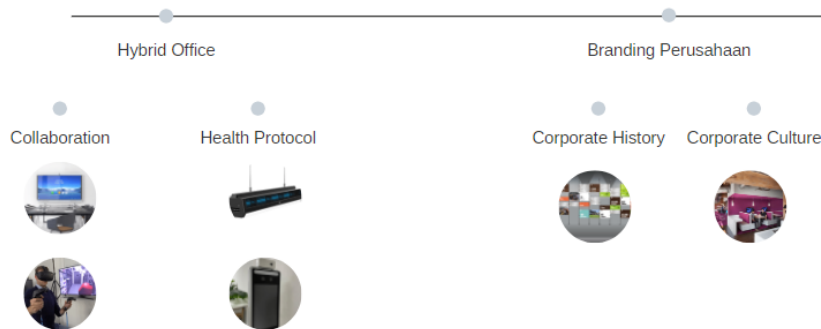 Hybrid Office
Branding Perusahaan
Collaboration
Health Protocol
Corporate History
Corporate Culture